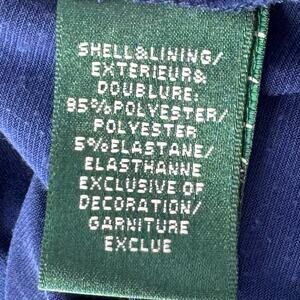 SHELL&LINING/
EXTERIEUR&
DOUBLURE:
95%POLYESTER/
POLYESTER
5%ELASTANE/
ELASTHANNE
EXCLUSIVE OF
DECORATION/
GARNITURE
EXCLUE